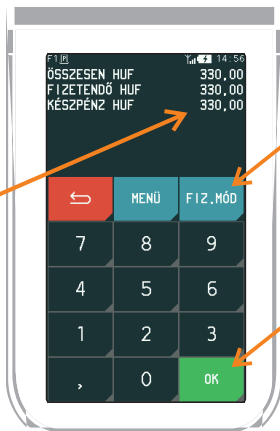 F1 P 14:56
ÖSSZESEN HUF 330,00
FIZETENDŐ HUF 330,00
KÉSZPÉNZ HUF 330,00
MENÜ FIZ.MÓD
7 8 9
4 5 6
1 2 3
, 0 OK